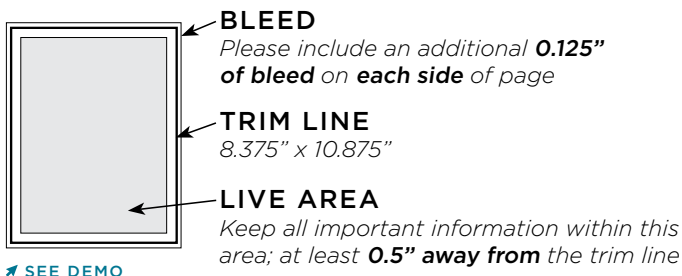 BLEED
Please include an additional 0.125”
of bleed on each side of page
TRIM LINE
8.375” x 10.875”
LIVE AREA
Keep all important information within this
area; at least 0.5” away from the trim line
SEE DEMO